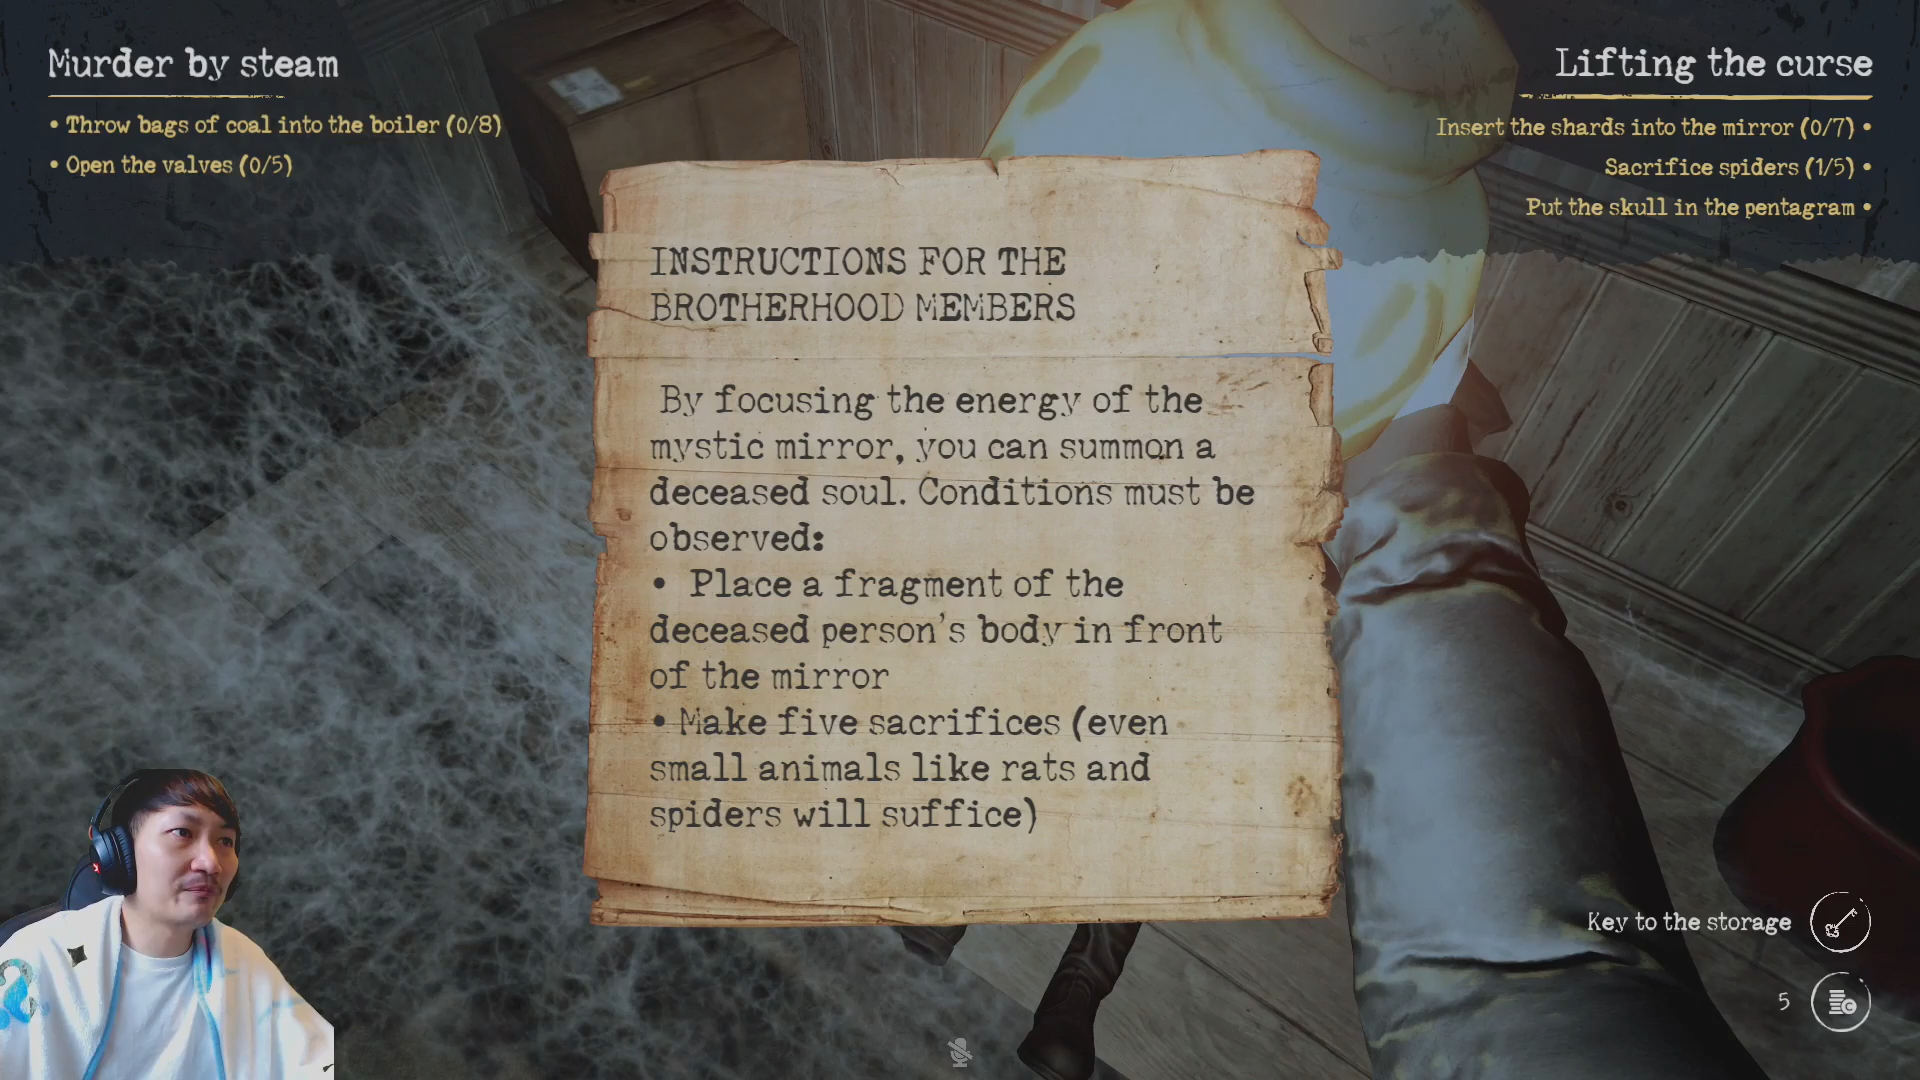 Murder by steam
• Throw bags of coal into the boiler (0/8)
• Open the valves (0/5)
Lifting the curse
Insert the shards into the mirror (0/7) •
Sacrifice spiders (1/5) •
Put the skull in the pentagram •
INSTRUCTIONS FOR THE
BROTHERHOOD MEMBERS
By focusing the energy of the
mystic mirror, you can summon a
deceased soul. Conditions must be
observed:
• Place a fragment of the
deceased person's body in front
of the mirror
• Make five sacrifices (even
small animals like rats and
spiders will suffice)
Key to the storage
5